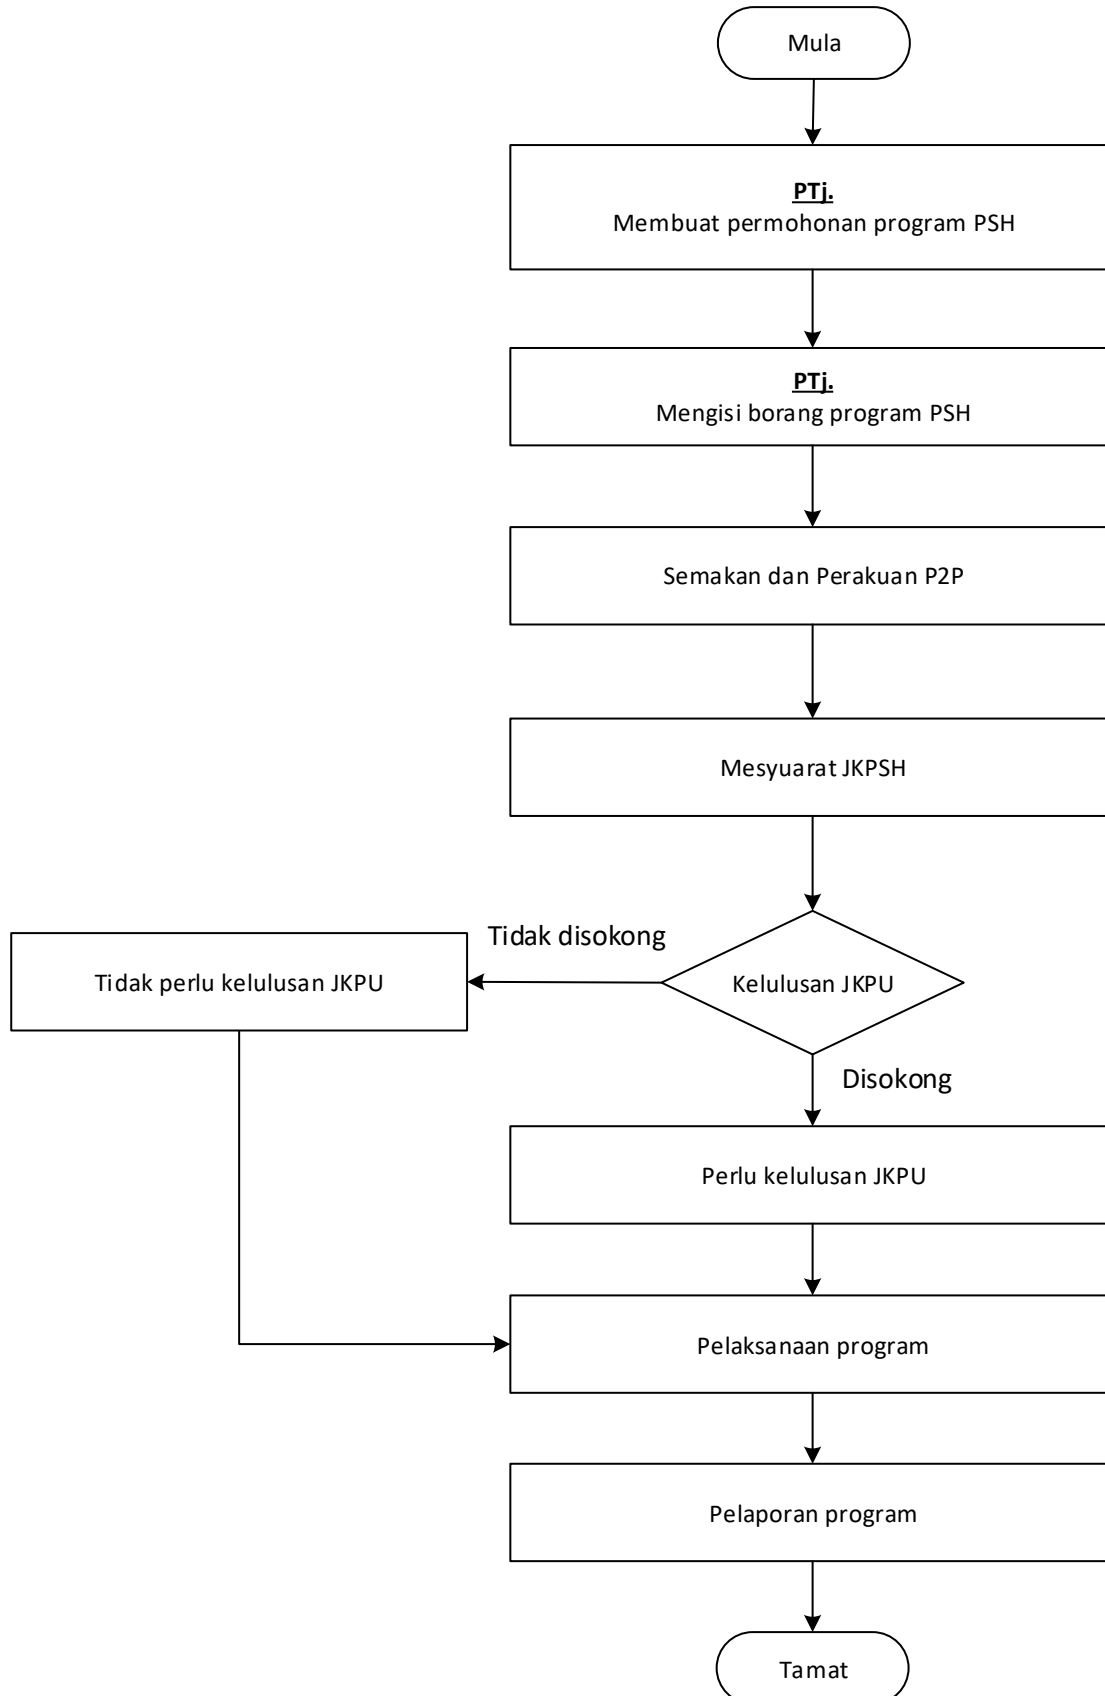 Mula
PTj.
Membuat permohonan program PSH
PTj.
Mengisi borang program PSH
Semakan dan Perakuan P2P
Mesyuarat JKPSH
Tidak disokong
Tidak perlu kelulusan JKPU
Kelulusan JKPU
Disokong
Perlu kelulusan JKPU
Pelaksanaan program
Pelaporan program
Tamat